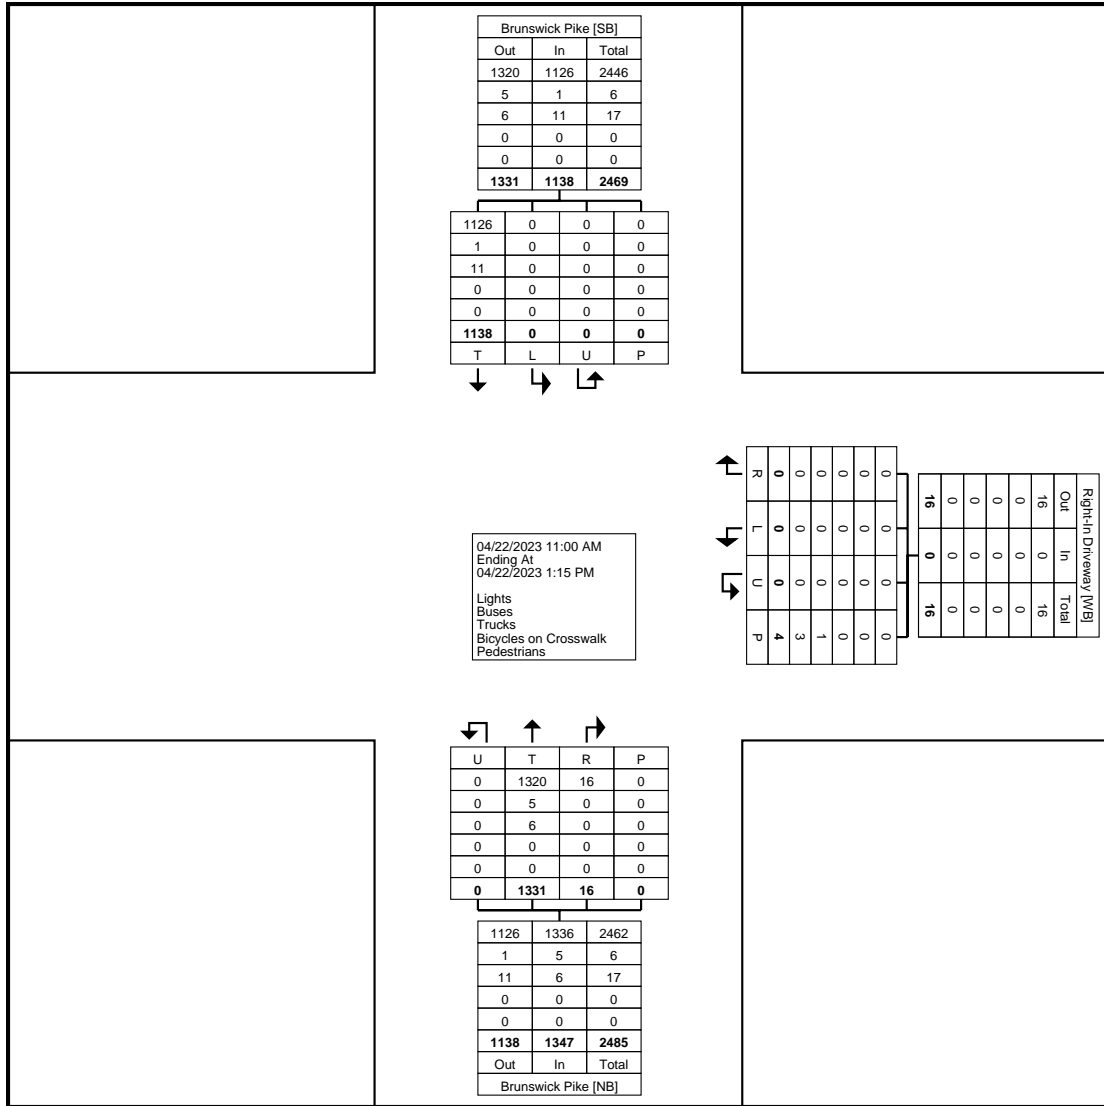 Brunswick Pike [SB]
Out In Total
1320 1126 2446
5 1 6
6 11 17
0 0 0
0 0 0
1331 1138 2469
1126 0 0 0
1 0 0 0
11 0 0 0
0 0 0 0
0 0 0 0
1138 0 0 0
T L U P
Right-In Driveway [WB]
Out In Total
16 0 16
0 0 0
0 0 0
0 0 0
0 0 0
16 0 16
0 0 0 0
0 0 0 0
0 0 0 0
0 0 0 1
0 0 0 3
0 0 0 4
R L U P
04/22/2023 11:00 AM
Ending At
04/22/2023 1:15 PM
Lights
Buses
Trucks
Bicycles on Crosswalk
Pedestrians
U T R P
0 1320 16 0
0 5 0 0
0 6 0 0
0 0 0 0
0 0 0 0
0 1331 16 0
1126 1336 2462
1 5 6
11 6 17
0 0 0
0 0 0
1138 1347 2485
Out In Total
Brunswick Pike [NB]